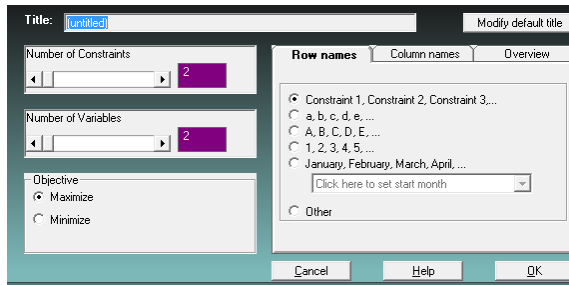 Title: (untitled) Modify default title
Number of Constraints
2
Row names Column names Overview
Constraint 1, Constraint 2, Constraint 3,...
a, b, c, d, e, ...
A, B, C, D, E, ...
1, 2, 3, 4, 5, ...
January, February, March, April, ...
Click here to set start month
Other
Number of Variables
2
Objective
Maximize
Minimize
Cancel Help OK